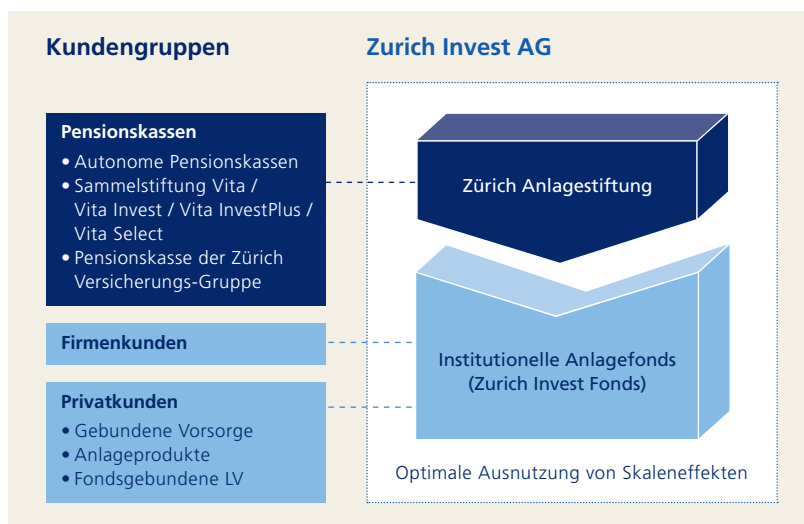 Kundengruppen
Zurich Invest AG
Pensionskassen
• Autonome Pensionskassen
• Sammelstiftung Vita /
Vita Invest / Vita InvestPlus /
Vita Select
• Pensionskasse der Zürich
Versicherungs-Gruppe
Firmenkunden
Privatkunden
• Gebundene Vorsorge
• Anlageprodukte
• Fondsgebundene LV
Zürich Anlagestiftung
Institutionelle Anlagefonds
(Zurich Invest Fonds)
Optimale Ausnutzung von Skaleneffekten